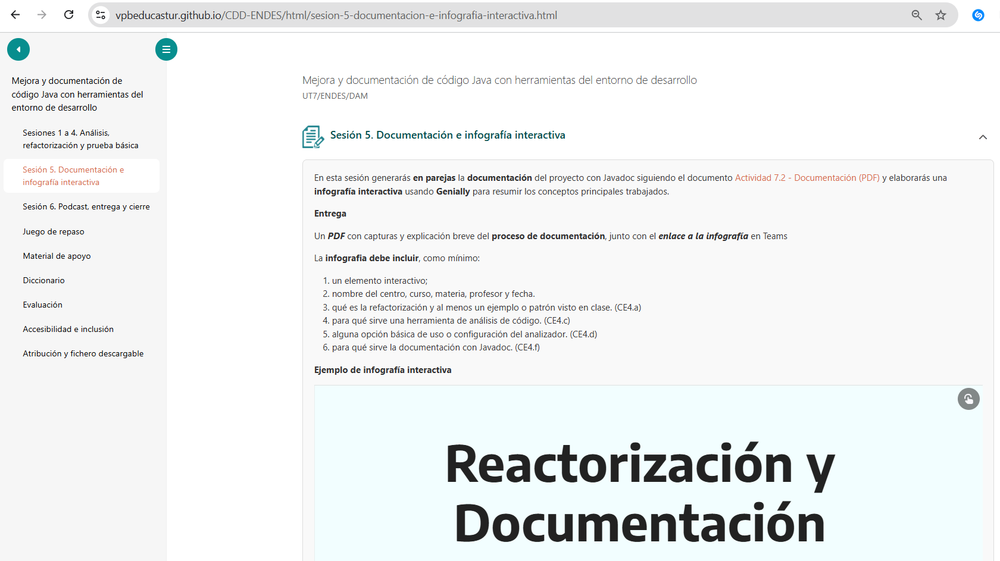 vpbeducastur.github.io/CDD-ENDES/html/sesion-5-documentacion-e-infografia-interactiva.html
Mejora y documentación de
código Java con herramientas del
entorno de desarrollo
Sesiones 1 a 4. Análisis,
refactorización y prueba básica
Sesión 5. Documentación e
infografía interactiva
Sesión 6. Podcast, entrega y cierre
Juego de repaso
Material de apoyo
Diccionario
Evaluación
Accesibilidad e inclusión
Atribución y fichero descargable
Mejora y documentación de código Java con herramientas del entorno de desarrollo
UT7/ENDES/DAM
Sesión 5. Documentación e infografía interactiva
En esta sesión generarás en parejas la documentación del proyecto con Javadoc siguiendo el documento Actividad 7.2 - Documentación (PDF) y elaborarás una
infografía interactiva usando Genially para resumir los conceptos principales trabajados.
Entrega
Un PDF con capturas y explicación breve del proceso de documentación, junto con el enlace a la infografía en Teams
La infografia debe incluir, como mínimo:
1. un elemento interactivo;
2. nombre del centro, curso, materia, profesor y fecha.
3. qué es la refactorización y al menos un ejemplo o patrón visto en clase. (CE4.a)
4. para qué sirve una herramienta de análisis de código. (CE4.c)
5. alguna opción básica de uso o configuración del analizador. (CE4.d)
6. para qué sirve la documentación con Javadoc. (CE4.f)
Ejemplo de infografía interactiva
Reactorización y
Documentación